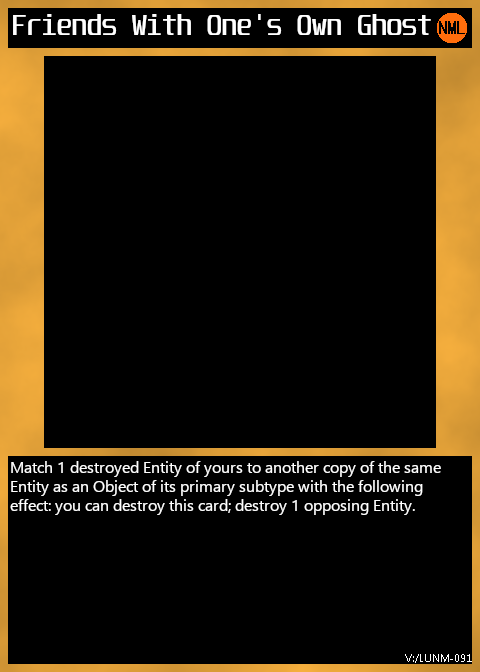 Friends With One's Own Ghost NML
Match 1 destroyed Entity of yours to another copy of the same
Entity as an Object of its primary subtype with the following
effect: you can destroy this card; destroy 1 opposing Entity.
V:/LUNM-091